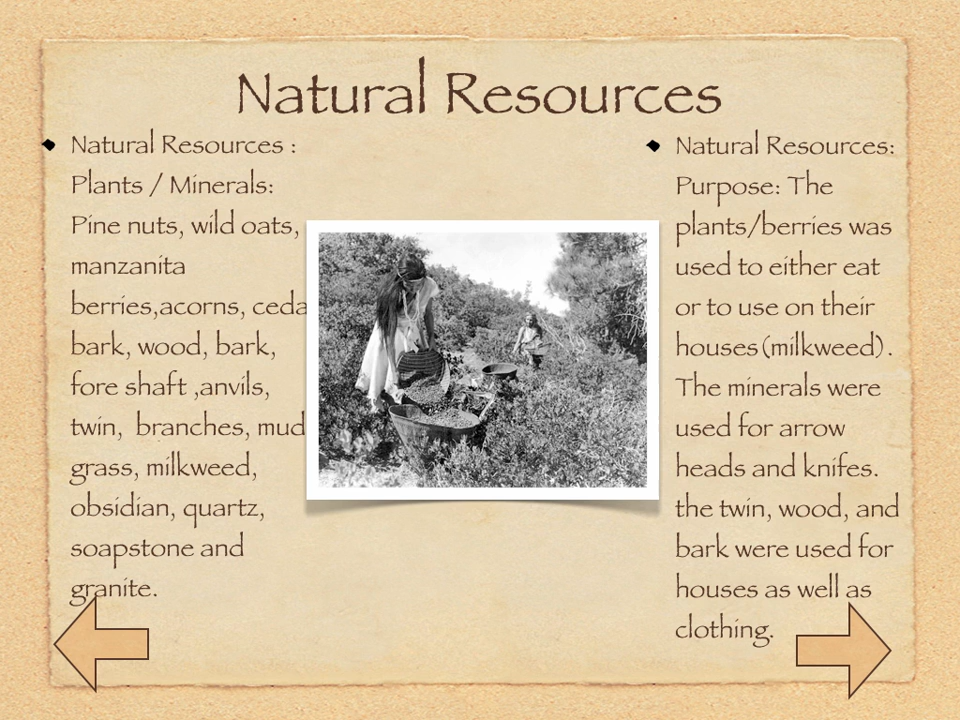 Natural Resources
Natural Resources :
Plants / Minerals:
Pine nuts, wild oats,
manzanita
berries,acorns, ceda
bark, wood, bark,
fore shaft ,anvils,
twin, branches, mud
grass, milkweed,
obsidian, quartz,
soapstone and
granite.
Natural Resources:
Purpose: The
plants/berries was
used to either eat
or to use on their
houses(milkweed).
The minerals were
used for arrow
heads and knifes.
the twin, wood, and
bark were used for
houses as well as
clothing.